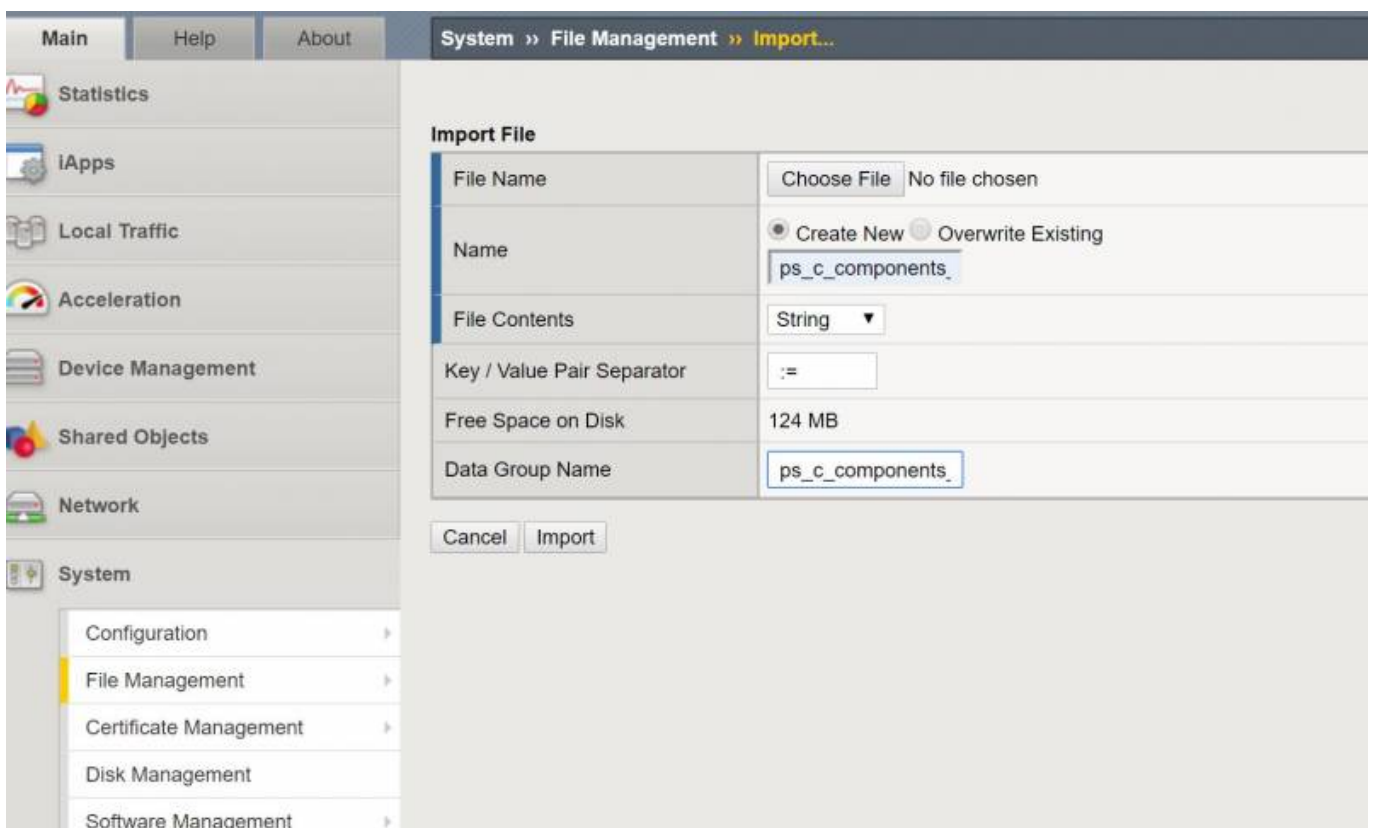 Main Help About
System ›› File Management ›› Import...
Statistics
iApps
Local Traffic
Acceleration
Device Management
Shared Objects
Network
System
Configuration
File Management
Certificate Management
Disk Management
Software Management
Import File
File Name Choose File No file chosen
Name Create New Overwrite Existing
ps_c_components_
File Contents String
Key / Value Pair Separator :=
Free Space on Disk 124 MB
Data Group Name ps_c_components_
Cancel Import